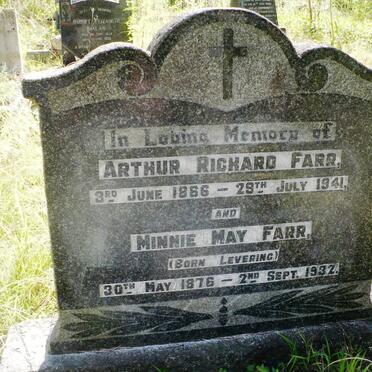 In Loving Memory of
ARTHUR RICHARD FARR,
3RD JUNE 1866 – 29TH JULY 1941,
AND
MINNIE MAY FARR,
(BORN LEVERING)
30TH MAY 1876 – 2ND SEPT. 1932.